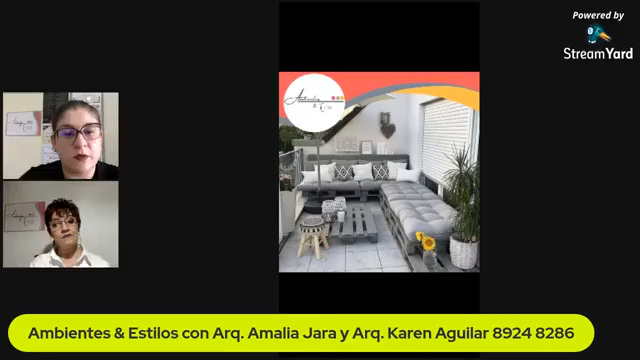 Powered by
StreamYard
Ambientes & Estilos con Arq. Amalia Jara y Arq. Karen Aguilar 8924 8286